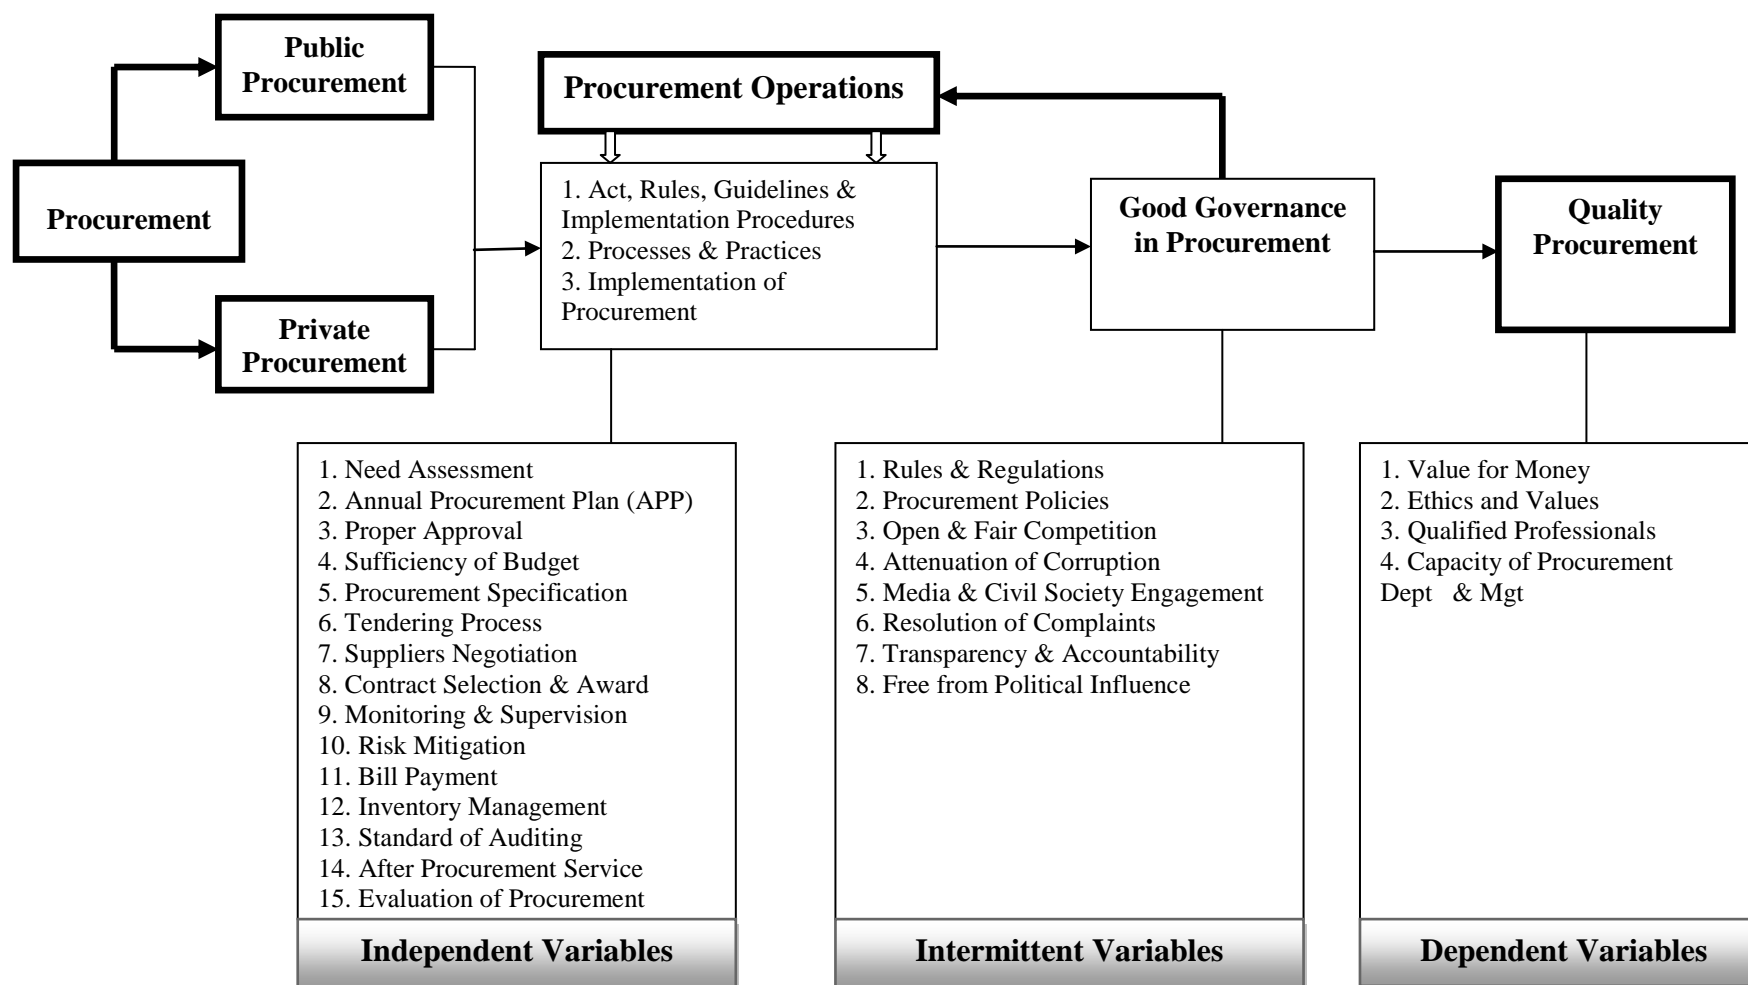 Public
Procurement
Procurement Operations
Procurement
Private
Procurement
1. Act, Rules, Guidelines &
Implementation Procedures
2. Processes & Practices
3. Implementation of
Procurement
Good Governance
in Procurement
Quality
Procurement
1. Need Assessment
2. Annual Procurement Plan (APP)
3. Proper Approval
4. Sufficiency of Budget
5. Procurement Specification
6. Tendering Process
7. Suppliers Negotiation
8. Contract Selection & Award
9. Monitoring & Supervision
10. Risk Mitigation
11. Bill Payment
12. Inventory Management
13. Standard of Auditing
14. After Procurement Service
15. Evaluation of Procurement
Independent Variables
1. Rules & Regulations
2. Procurement Policies
3. Open & Fair Competition
4. Attenuation of Corruption
5. Media & Civil Society Engagement
6. Resolution of Complaints
7. Transparency & Accountability
8. Free from Political Influence
Intermittent Variables
1. Value for Money
2. Ethics and Values
3. Qualified Professionals
4. Capacity of Procurement
Dept & Mgt
Dependent Variables